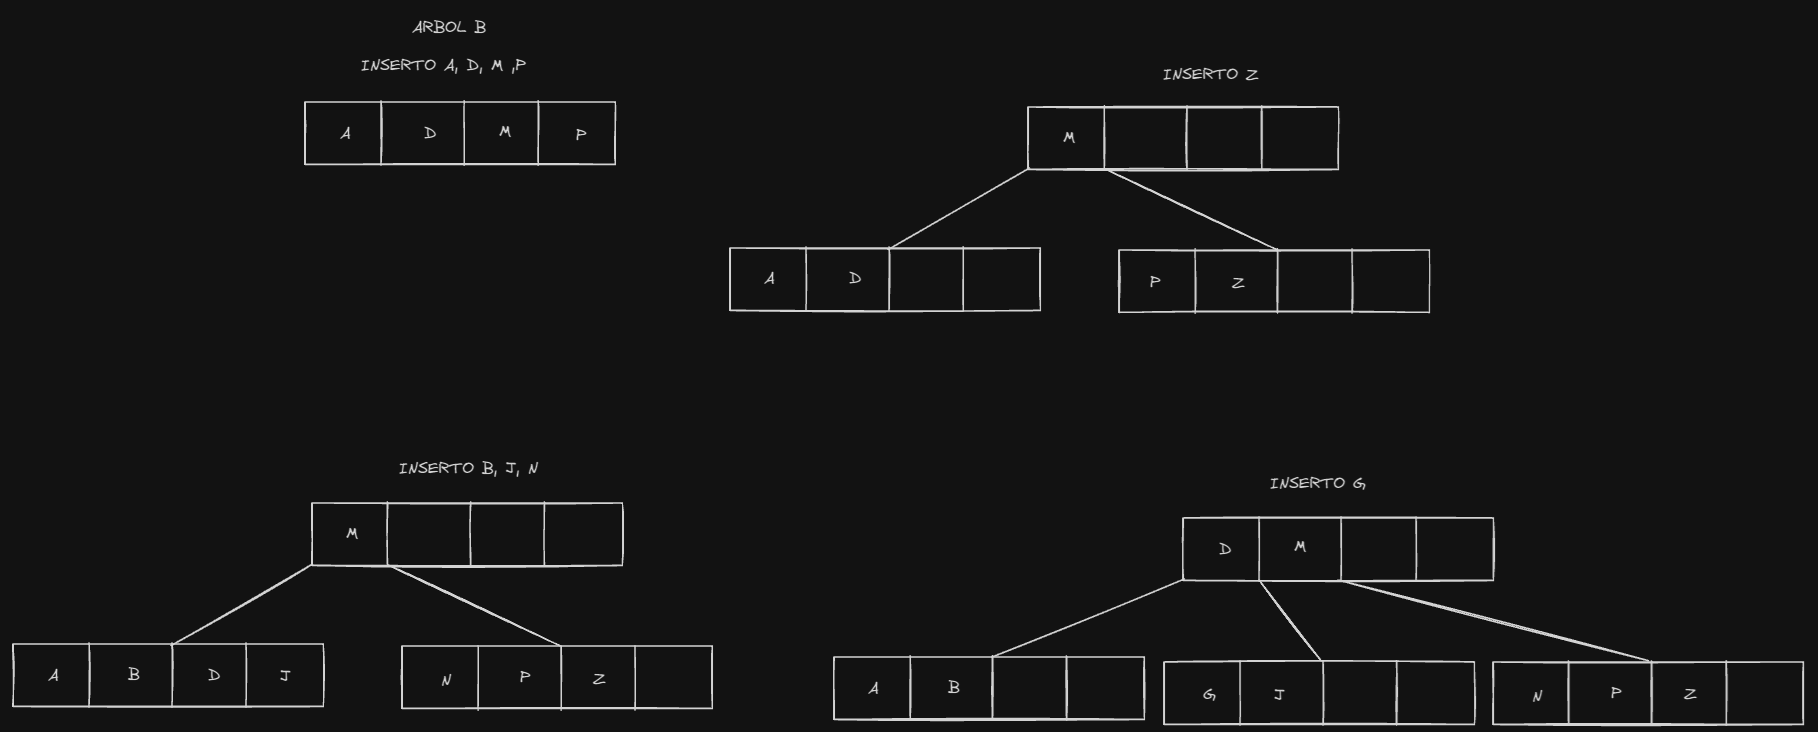 ARBOL B
INSERTO A, D, M ,P
A D M P
INSERTO Z
M
A D
P Z
INSERTO B, J, N
M
A B D J
N P Z
INSERTO G
D M
A B
G J
N P Z